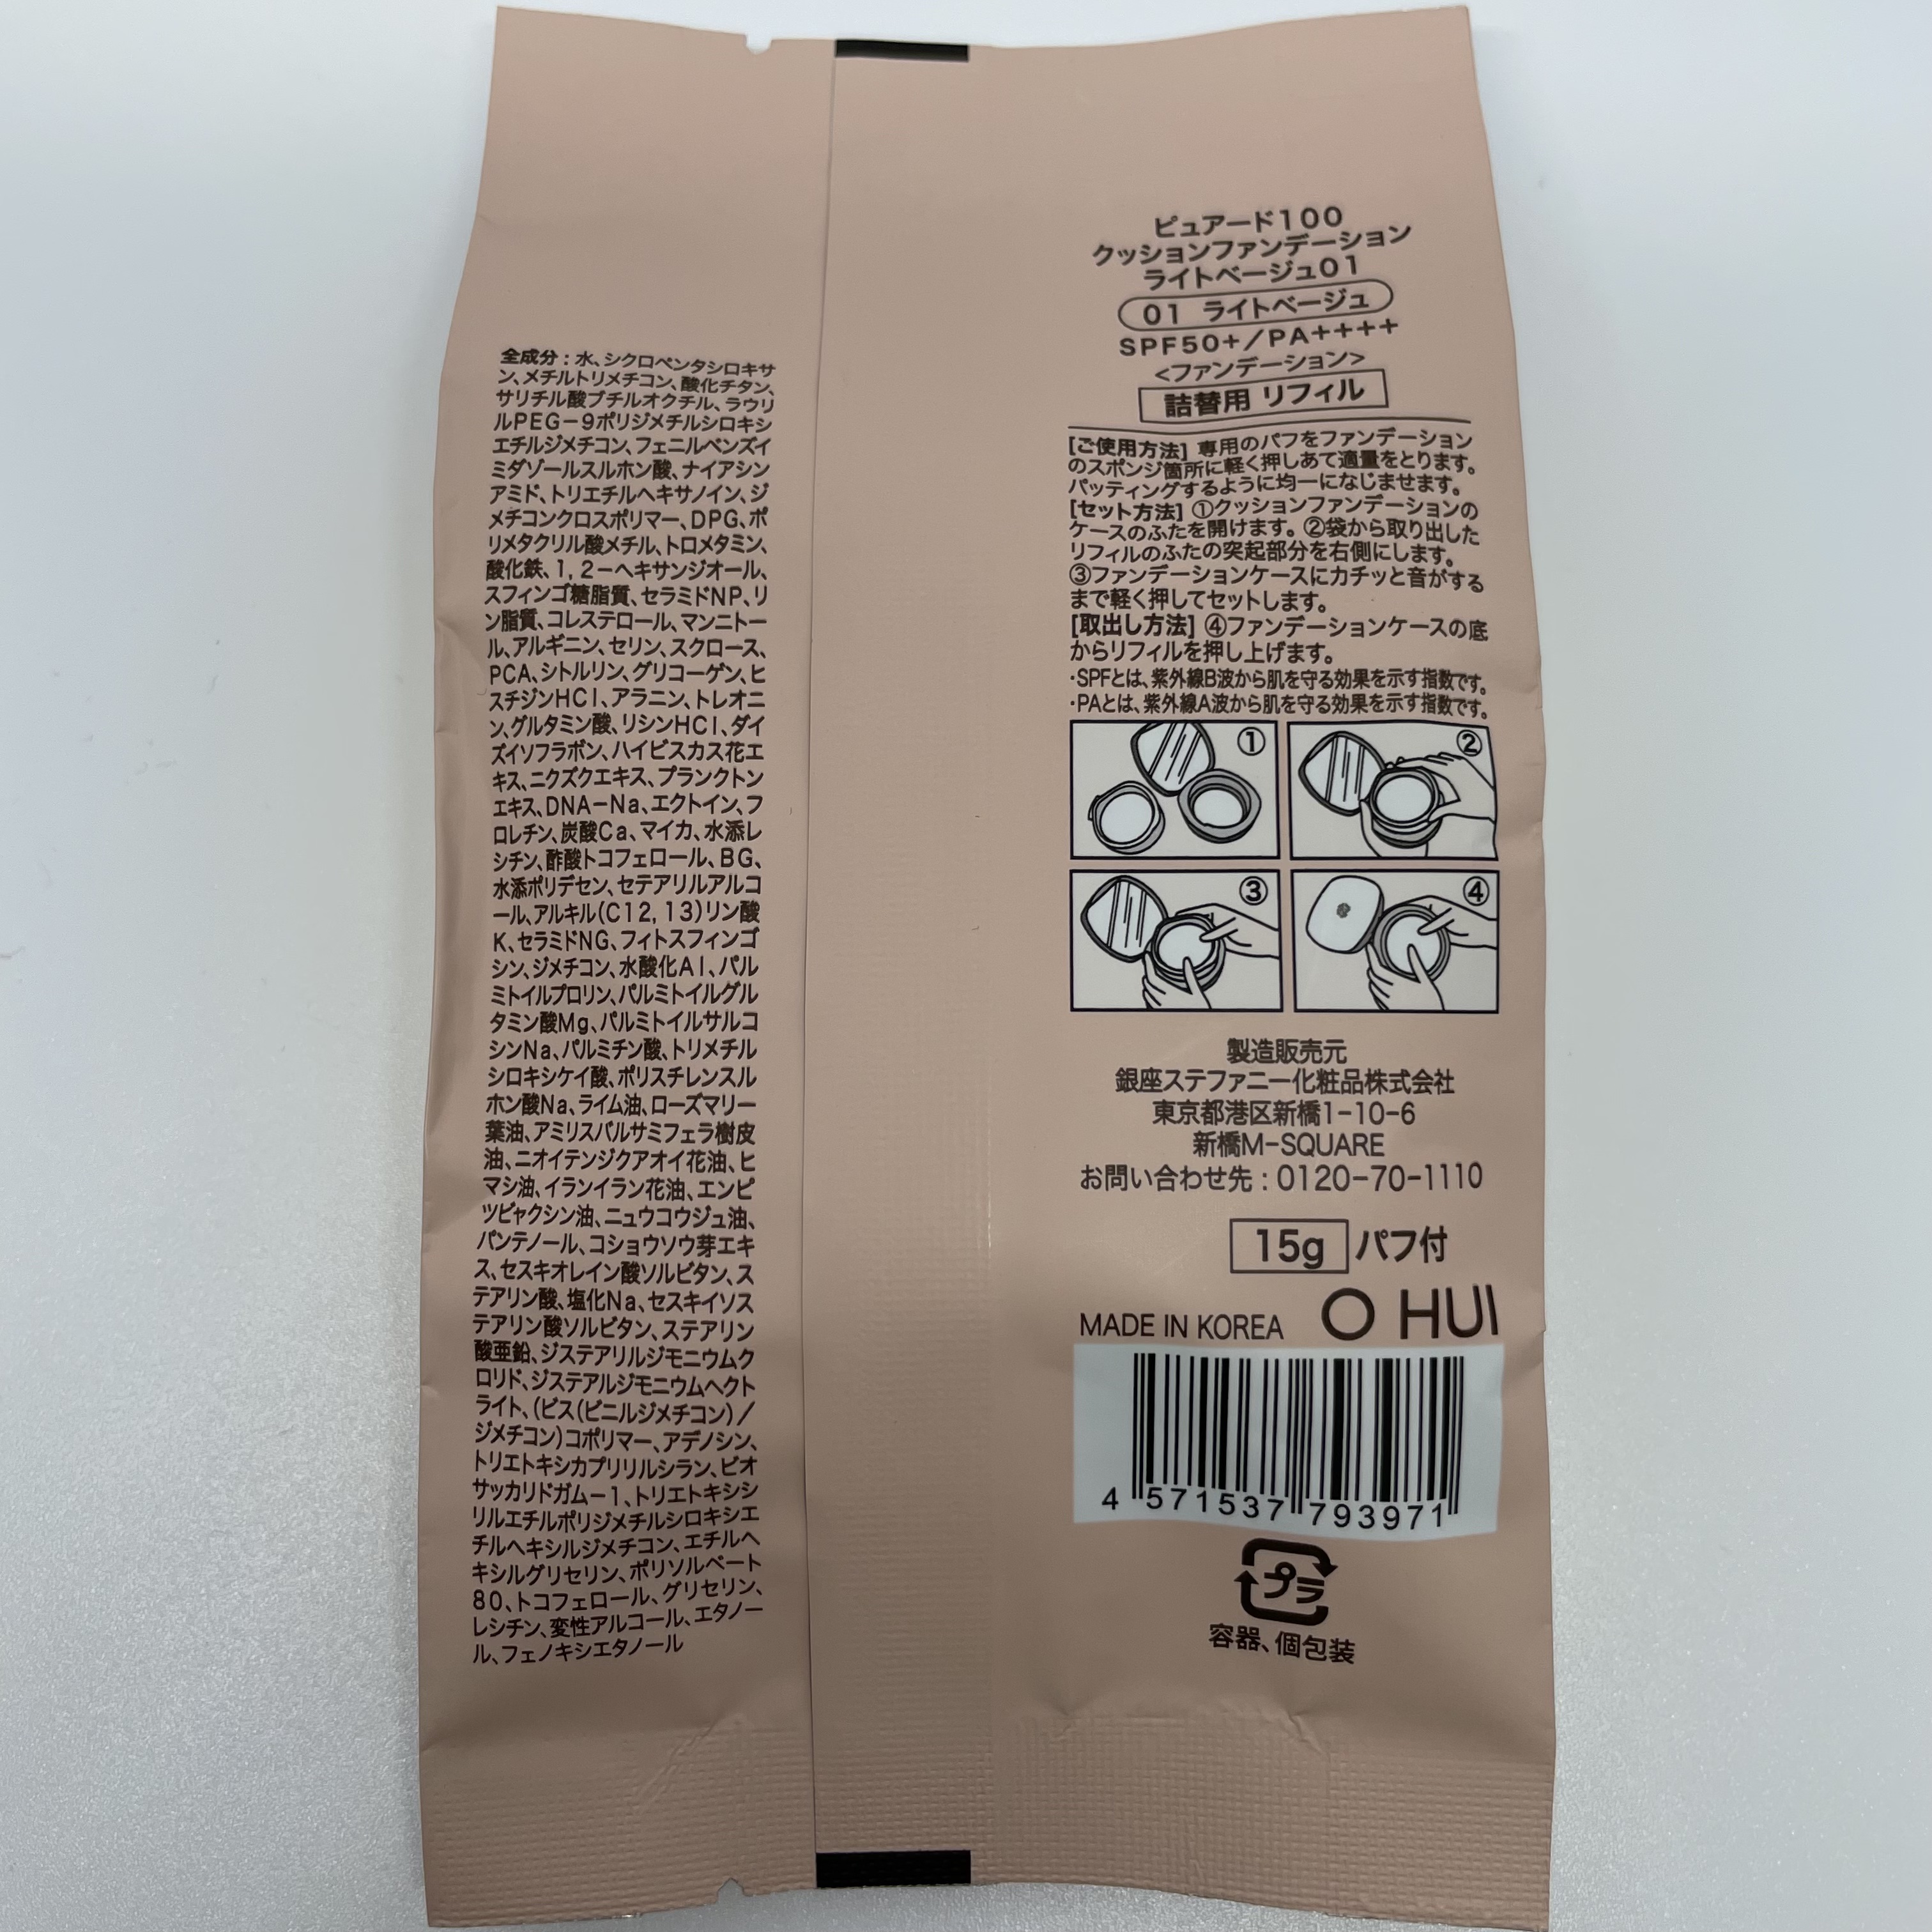 全成分：水、シクロペンタシロキサ
ン、メチルトリメチコン、酸化チタン、
サリチル酸ブチルオクチル、ラウリ
ルPEG－9ポリジメチルシロキシ
エチルジメチコン、フェニルベンズイ
ミダゾールスルホン酸、ナイアシン
アミド、トリエチルヘキサノイン、ジ
メチコンクロスポリマー、DPG、ポ
リメタクリル酸メチル、トロメタミン、
酸化鉄、1, 2－ヘキサンジオール、
スフィンゴ糖脂質、セラミドNP、リ
ン脂質、コレステロール、マンニトー
ル、アルギニン、セリン、スクロース、
PCA、シトルリン、グリコーゲン、ヒ
スチジンHCl、アラニン、トレオニ
ン、グルタミン酸、リシンHCl、ダイ
ズイソフラボン、ハイビスカス花エ
キス、ニクズクエキス、プランクトン
エキス、DNA－Na、エクトイン、フ
ロレチン、炭酸Ca、マイカ、水添レ
シチン、酢酸トコフェロール、BG、
水添ポリデセン、セテアリルアルコ
ール、アルキル(C12, 13)リン酸
K、セラミドNG、フィトスフィンゴ
シン、ジメチコン、水酸化Al、パル
ミトイルプロリン、パルミトイルグル
タミン酸Mg、パルミトイルサルコ
シンNa、パルミチン酸、トリメチル
シロキシケイ酸、ポリスチレンスル
ホン酸Na、ライム油、ローズマリー
葉油、アミリスバルサミフェラ樹皮
油、ニオイテンジクアオイ花油、ヒ
マシ油、イランイラン花油、エンピ
ツビャクシン油、ニュウコウジュ油、
パンテノール、コショウソウ芽エキ
ス、セスキオレイン酸ソルビタン、ス
テアリン酸、塩化Na、セスキイソス
テアリン酸ソルビタン、ステアリン
酸亜鉛、ジステアリルジモニウムク
ロリド、ジステアルジモニウムヘクト
ライト、(ビス(ビニルジメチコン)／
ジメチコン)コポリマー、アデノシン、
トリエトキシカプリリルシラン、ビオ
サッカリドガム－1、トリエトキシシ
リルエチルポリジメチルシロキシエ
チルヘキシルジメチコン、エチルヘ
キシルグリセリン、ポリソルベート
80、トコフェロール、グリセリン、
レシチン、変性アルコール、エタノー
ル、フェノキシエタノール
ピュアード100
クッションファンデーション
ライトベージュ01
01 ライトベージュ
SPF50+／PA++++
<ファンデーション>
詰替用 リフィル
[ご使用方法] 専用のパフをファンデーション
のスポンジ箇所に軽く押しあて適量をとります。
パッティングするように均一になじませます。
[セット方法] ①クッションファンデーションの
ケースのふたを開けます。②袋から取り出した
リフィルのふたの突起部分を右側にします。
③ファンデーションケースにカチッと音がする
まで軽く押してセットします。
[取出し方法] ④ファンデーションケースの底
からリフィルを押し上げます。
・SPFとは、紫外線B波から肌を守る効果を示す指数です。
・PAとは、紫外線A波から肌を守る効果を示す指数です。
① ②
③ ④
製造販売元
銀座ステファニー化粧品株式会社
東京都港区新橋1-10-6
新橋M-SQUARE
お問い合わせ先：0120-70-1110
15g パフ付
MADE IN KOREA O HUI
4 571537 793971
プラ
容器、個包装